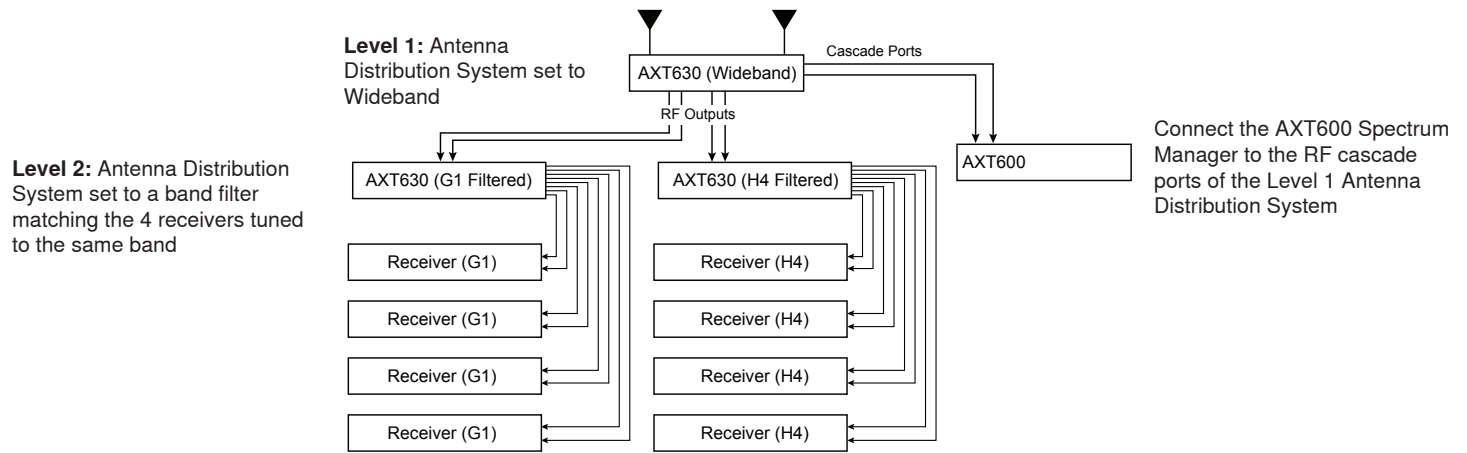 Level 1: Antenna
Distribution System set to
Wideband
AXT630 (Wideband)
Cascade Ports
RF Outputs
Level 2: Antenna Distribution
System set to a band filter
matching the 4 receivers tuned
to the same band
AXT630 (G1 Filtered)
AXT630 (H4 Filtered)
AXT600
Connect the AXT600 Spectrum
Manager to the RF cascade
ports of the Level 1 Antenna
Distribution System
Receiver (G1)
Receiver (H4)
Receiver (G1)
Receiver (H4)
Receiver (G1)
Receiver (H4)
Receiver (G1)
Receiver (H4)